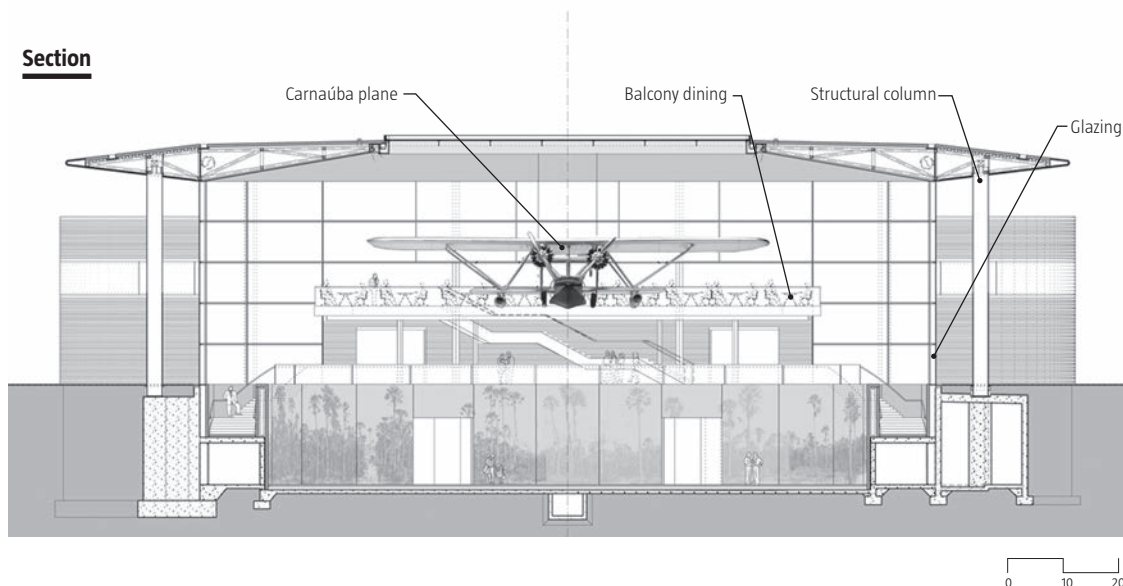 Section
Carnaúba plane
Balcony dining
Structural column
Glazing
0 10 20